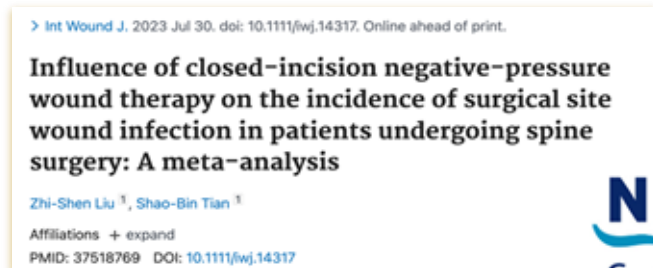 > Int Wound J. 2023 Jul 30. doi: 10.1111/iwj.14317. Online ahead of print.
Influence of closed-incision negative-pressure
wound therapy on the incidence of surgical site
wound infection in patients undergoing spine
surgery: A meta-analysis
Zhi-Shen Liu 1, Shao-Bin Tian 1
Affiliations + expand
PMID: 37518769 DOI: 10.1111/iwj.14317
N